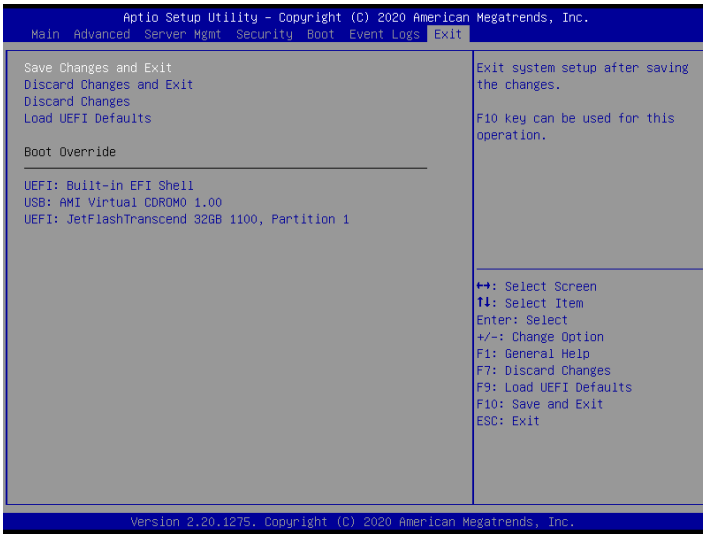 Aptio Setup Utility – Copyright (C) 2020 American Megatrends, Inc.
Main Advanced Server Mgmt Security Boot Event Logs Exit
Save Changes and Exit
Discard Changes and Exit
Discard Changes
Load UEFI Defaults
Boot Override
UEFI: Built-in EFI Shell
USB: AMI Virtual CDROM0 1.00
UEFI: JetFlashTranscend 32GB 1100, Partition 1
Exit system setup after saving
the changes.
F10 key can be used for this
operation.
↔: Select Screen
↑↓: Select Item
Enter: Select
+/-: Change Option
F1: General Help
F7: Discard Changes
F9: Load UEFI Defaults
F10: Save and Exit
ESC: Exit
Version 2.20.1275. Copyright (C) 2020 American Megatrends, Inc.